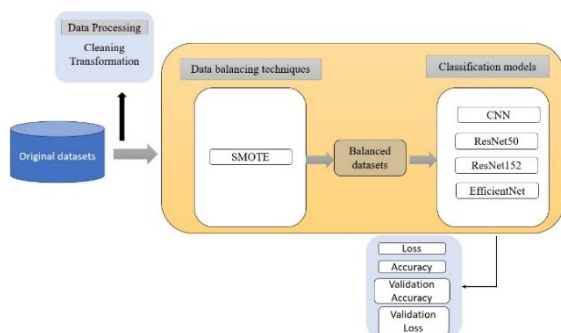 Data Processing
Cleaning
Transformation
Original datasets
Data balancing techniques
SMOTE
Balanced
datasets
Classification models
CNN
ResNet50
ResNet152
EfficientNet
Loss
Accuracy
Validation
Accuracy
Validation
Loss